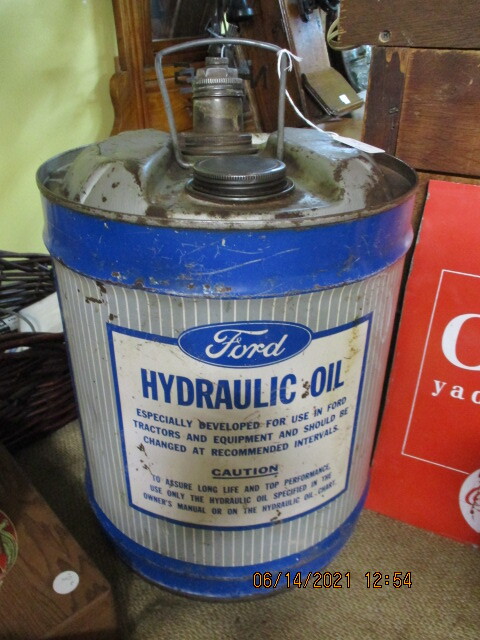 Ford
HYDRAULIC OIL
ESPECIALLY DEVELOPED FOR USE IN FORD
TRACTORS AND EQUIPMENT AND SHOULD BE
CHANGED AT RECOMMENDED INTERVALS.
CAUTION
TO ASSURE LONG LIFE AND TOP PERFORMANCE,
USE ONLY THE HYDRAULIC OIL SPECIFIED IN THE
OWNER'S MANUAL OR ON THE HYDRAULIC OIL CHART.
yac
06/14/2021 12:54